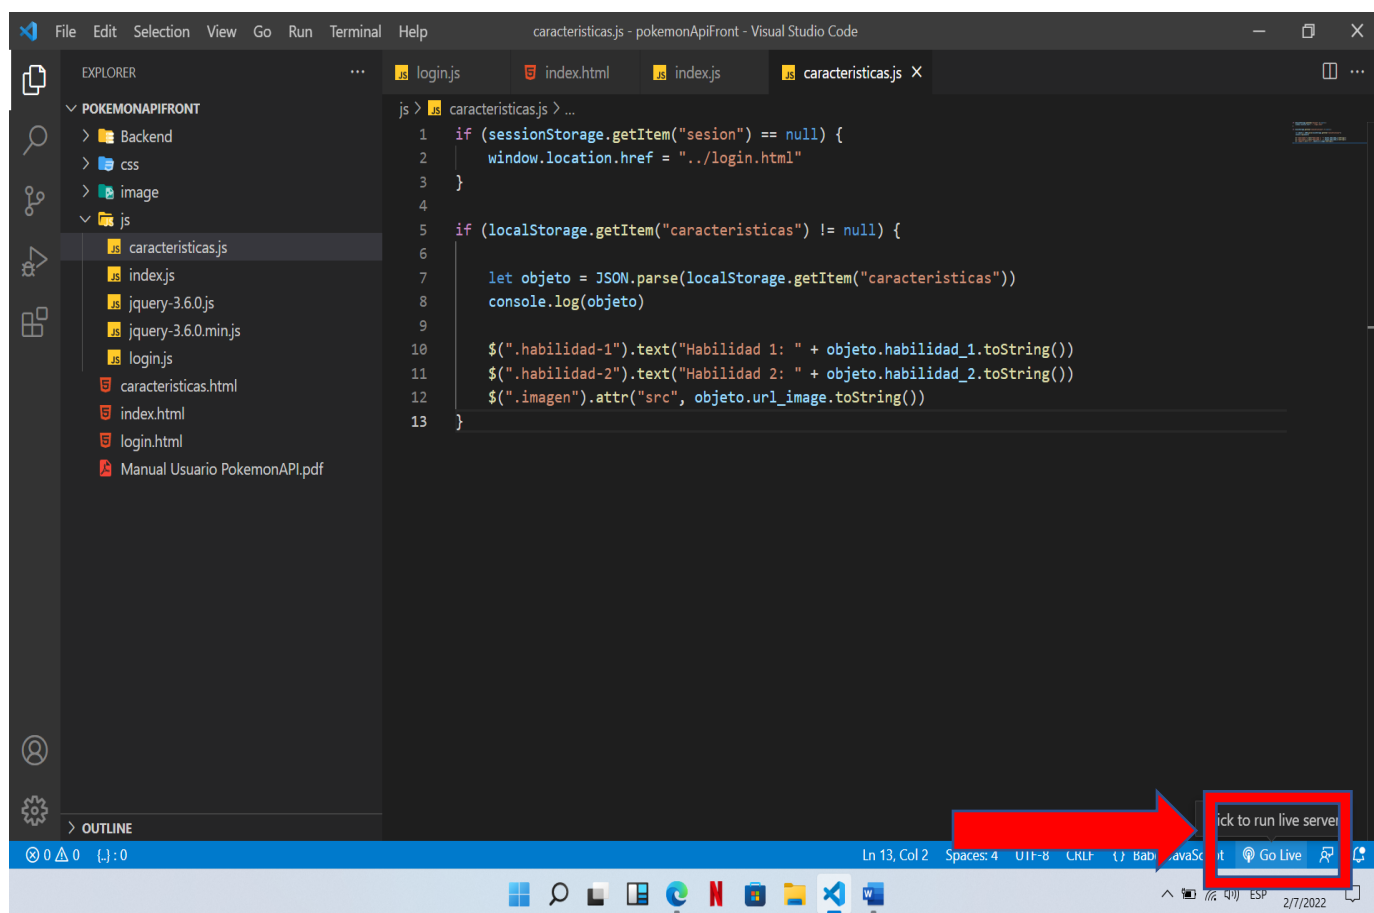 File Edit Selection View Go Run Terminal Help caracteristicas.js - pokemonApiFront - Visual Studio Code
EXPLORER
login.js index.html index.js caracteristicas.js
POKEMONAPIFRONT
Backend
css
image
js
caracteristicas.js
index.js
jquery-3.6.0.js
jquery-3.6.0.min.js
login.js
caracteristicas.html
index.html
login.html
Manual Usuario PokemonAPI.pdf
OUTLINE
js > caracteristicas.js > ...
1 if (sessionStorage.getItem("sesion") == null) {
2 window.location.href = "../login.html"
3 }
4
5 if (localStorage.getItem("caracteristicas") != null) {
6
7 let objeto = JSON.parse(localStorage.getItem("caracteristicas"))
8 console.log(objeto)
9
10 $(".habilidad-1").text("Habilidad 1: " + objeto.habilidad_1.toString())
11 $(".habilidad-2").text("Habilidad 2: " + objeto.habilidad_2.toString())
12 $(".imagen").attr("src", objeto.url_image.toString())
13 }
ick to run live server
0 0 {..} : 0 Ln 13, Col 2 Spaces: 4 UTF-8 CRLF { } Go Live
ESP
2/7/2022